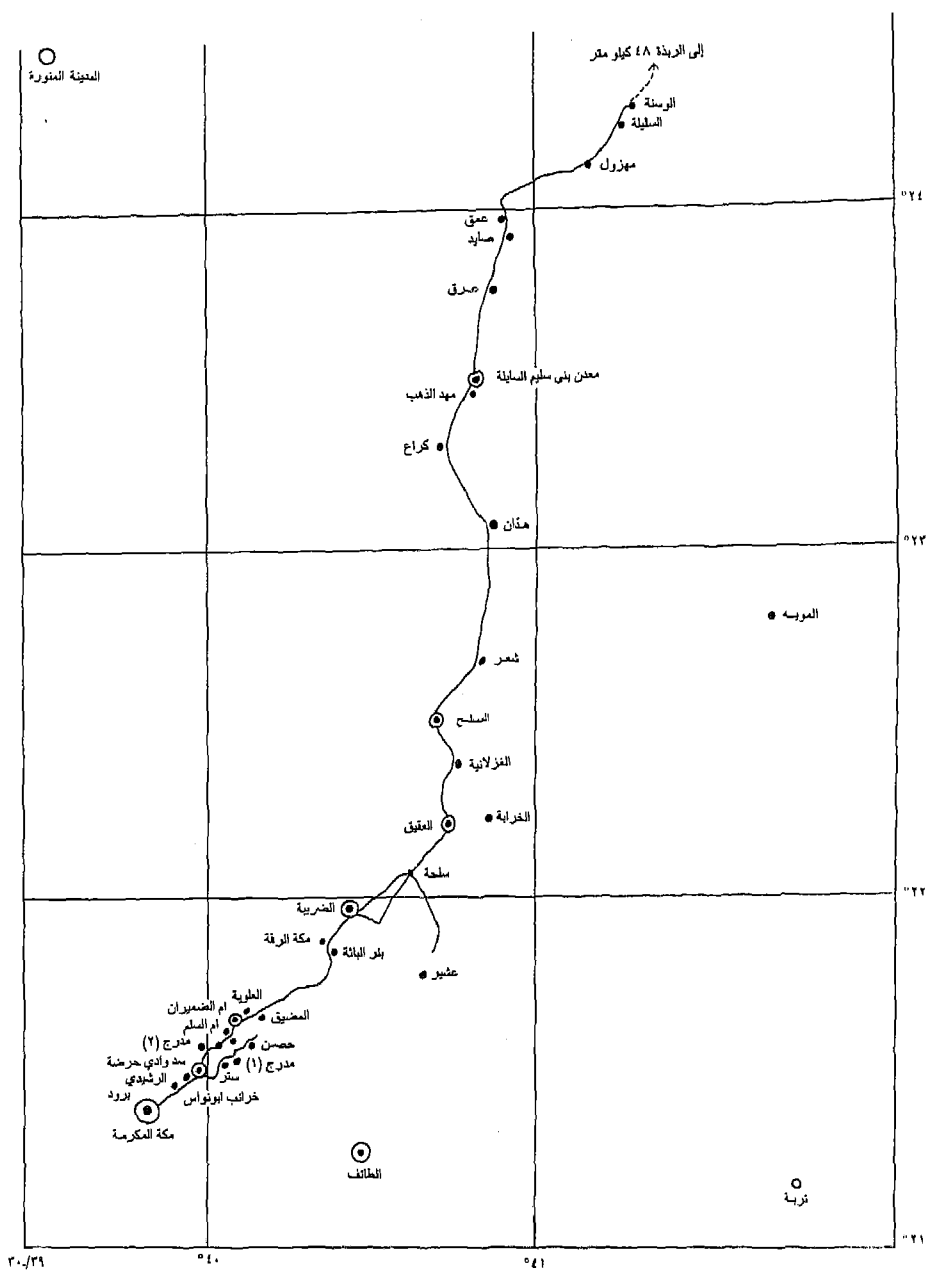 إلى الربذة ٤٨ كيلو متر
المدينة المنورة
الوسنة
السليلة
مهزول
٢٤°
عمق
صايد
معدن بني سليم السايلة
مهد الذهب
كراع
هذان
٢٣°
المويه
شعر
المسلح
الغزلانية
الخرابة
العقيق
سلحة
٢٢°
الضريبة
مكة الرقة
بئر الباثة
عشير
العلوية
ام الضميران
المضيق
ام السلم
مدرج (٢)
حصن
سد وادي حرضة
مدرج (١)
ستر
الرشيدي
برود
خرائب ابونواس
مكة المكرمة
الطائف
تربة
٢١°
٣٠/٣٩
٤٠°
٤١°